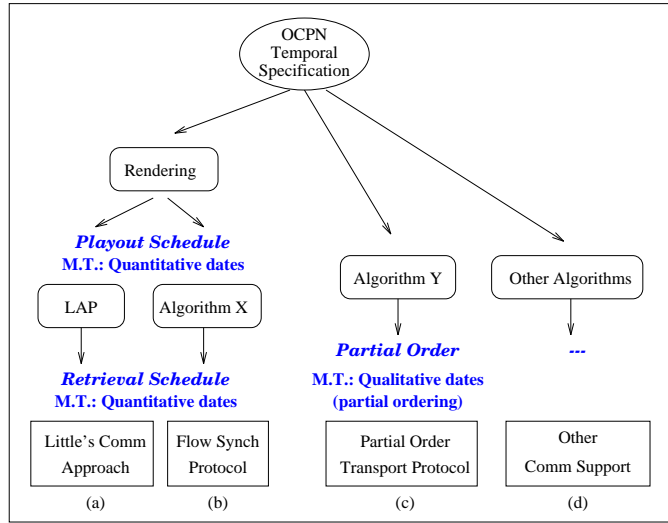 OCPN
Temporal
Specification
Rendering
Playout Schedule
M.T.: Quantitative dates
LAP
Algorithm X
Algorithm Y
Other Algorithms
Retrieval Schedule
M.T.: Quantitative dates
Partial Order
M.T.: Qualitative dates
(partial ordering)
---
Little's Comm
Approach
Flow Synch
Protocol
Partial Order
Transport Protocol
Other
Comm Support
(a)
(b)
(c)
(d)